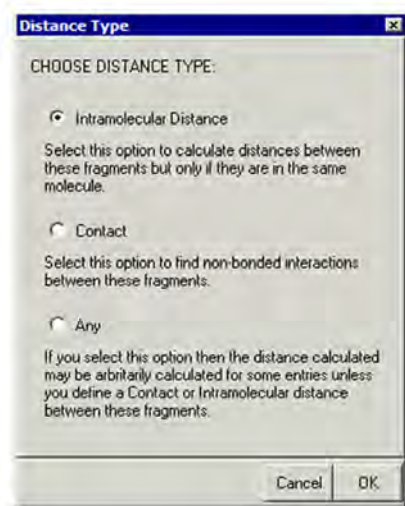 Distance Type
CHOOSE DISTANCE TYPE:
Intramolecular Distance
Select this option to calculate distances between
these fragments but only if they are in the same
molecule.
Contact
Select this option to find non-bonded interactions
between these fragments.
Any
If you select this option then the distance calculated
may be arbritarily calculated for some entries unless
you define a Contact or Intramolecular distance
between these fragments.
Cancel OK